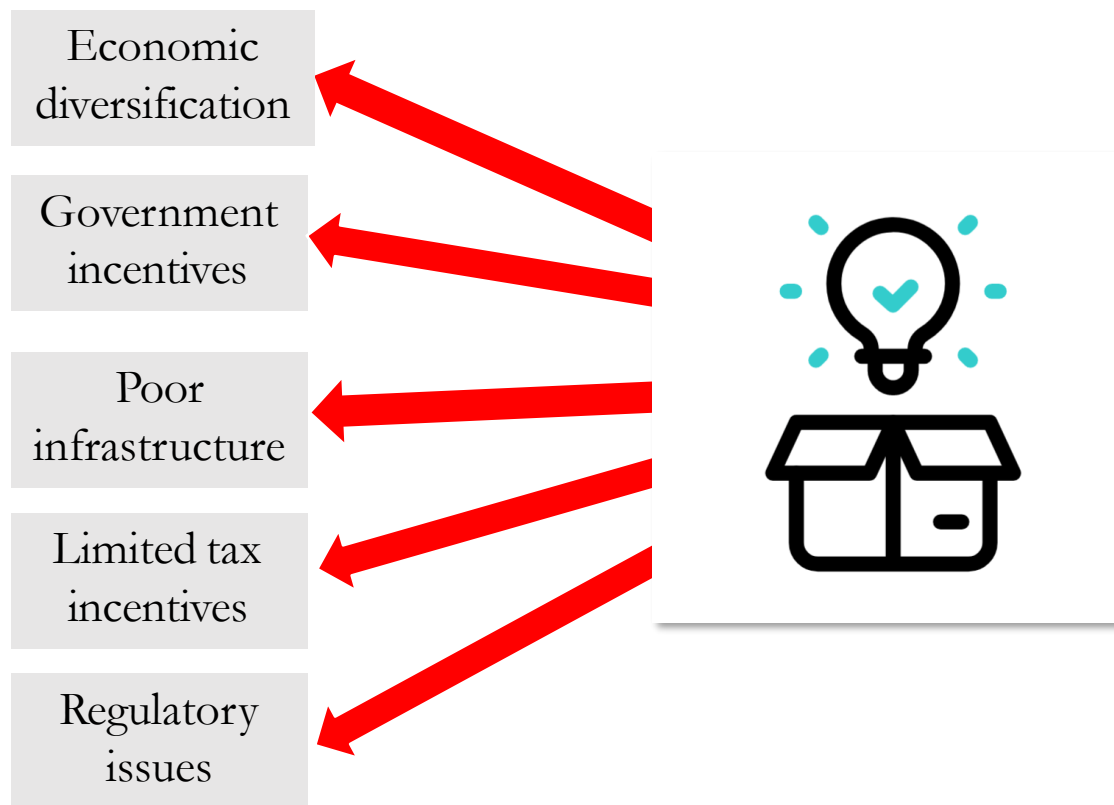 Economic
diversification
Government
incentives
Poor
infrastructure
Limited tax
incentives
Regulatory
issues